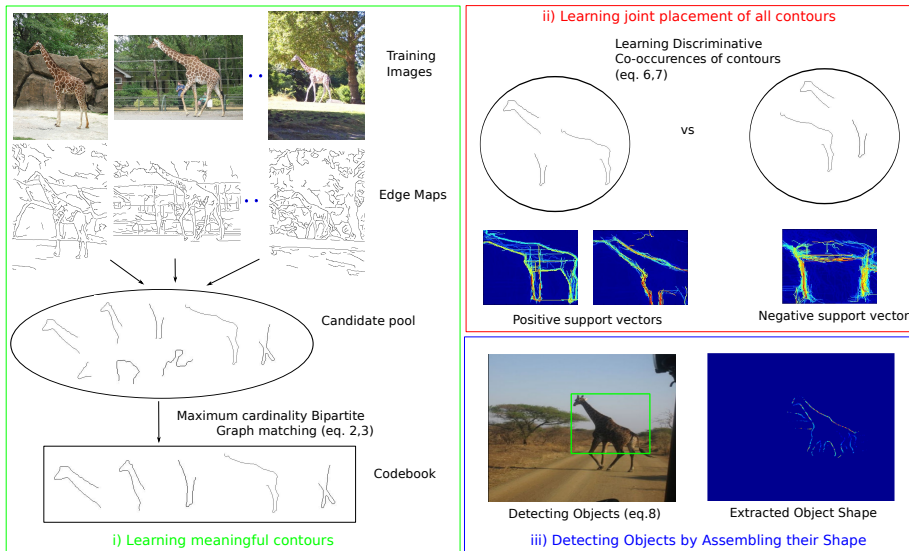 Training
Images
Edge Maps
Candidate pool
Maximum cardinality Bipartite
Graph matching (eq. 2,3)
Codebook
i) Learning meaningful contours
ii) Learning joint placement of all contours
Learning Discriminative
Co-occurences of contours
(eq. 6,7)
vs
Positive support vectors
Negative support vector
Detecting Objects (eq.8)
Extracted Object Shape
iii) Detecting Objects by Assembling their Shape